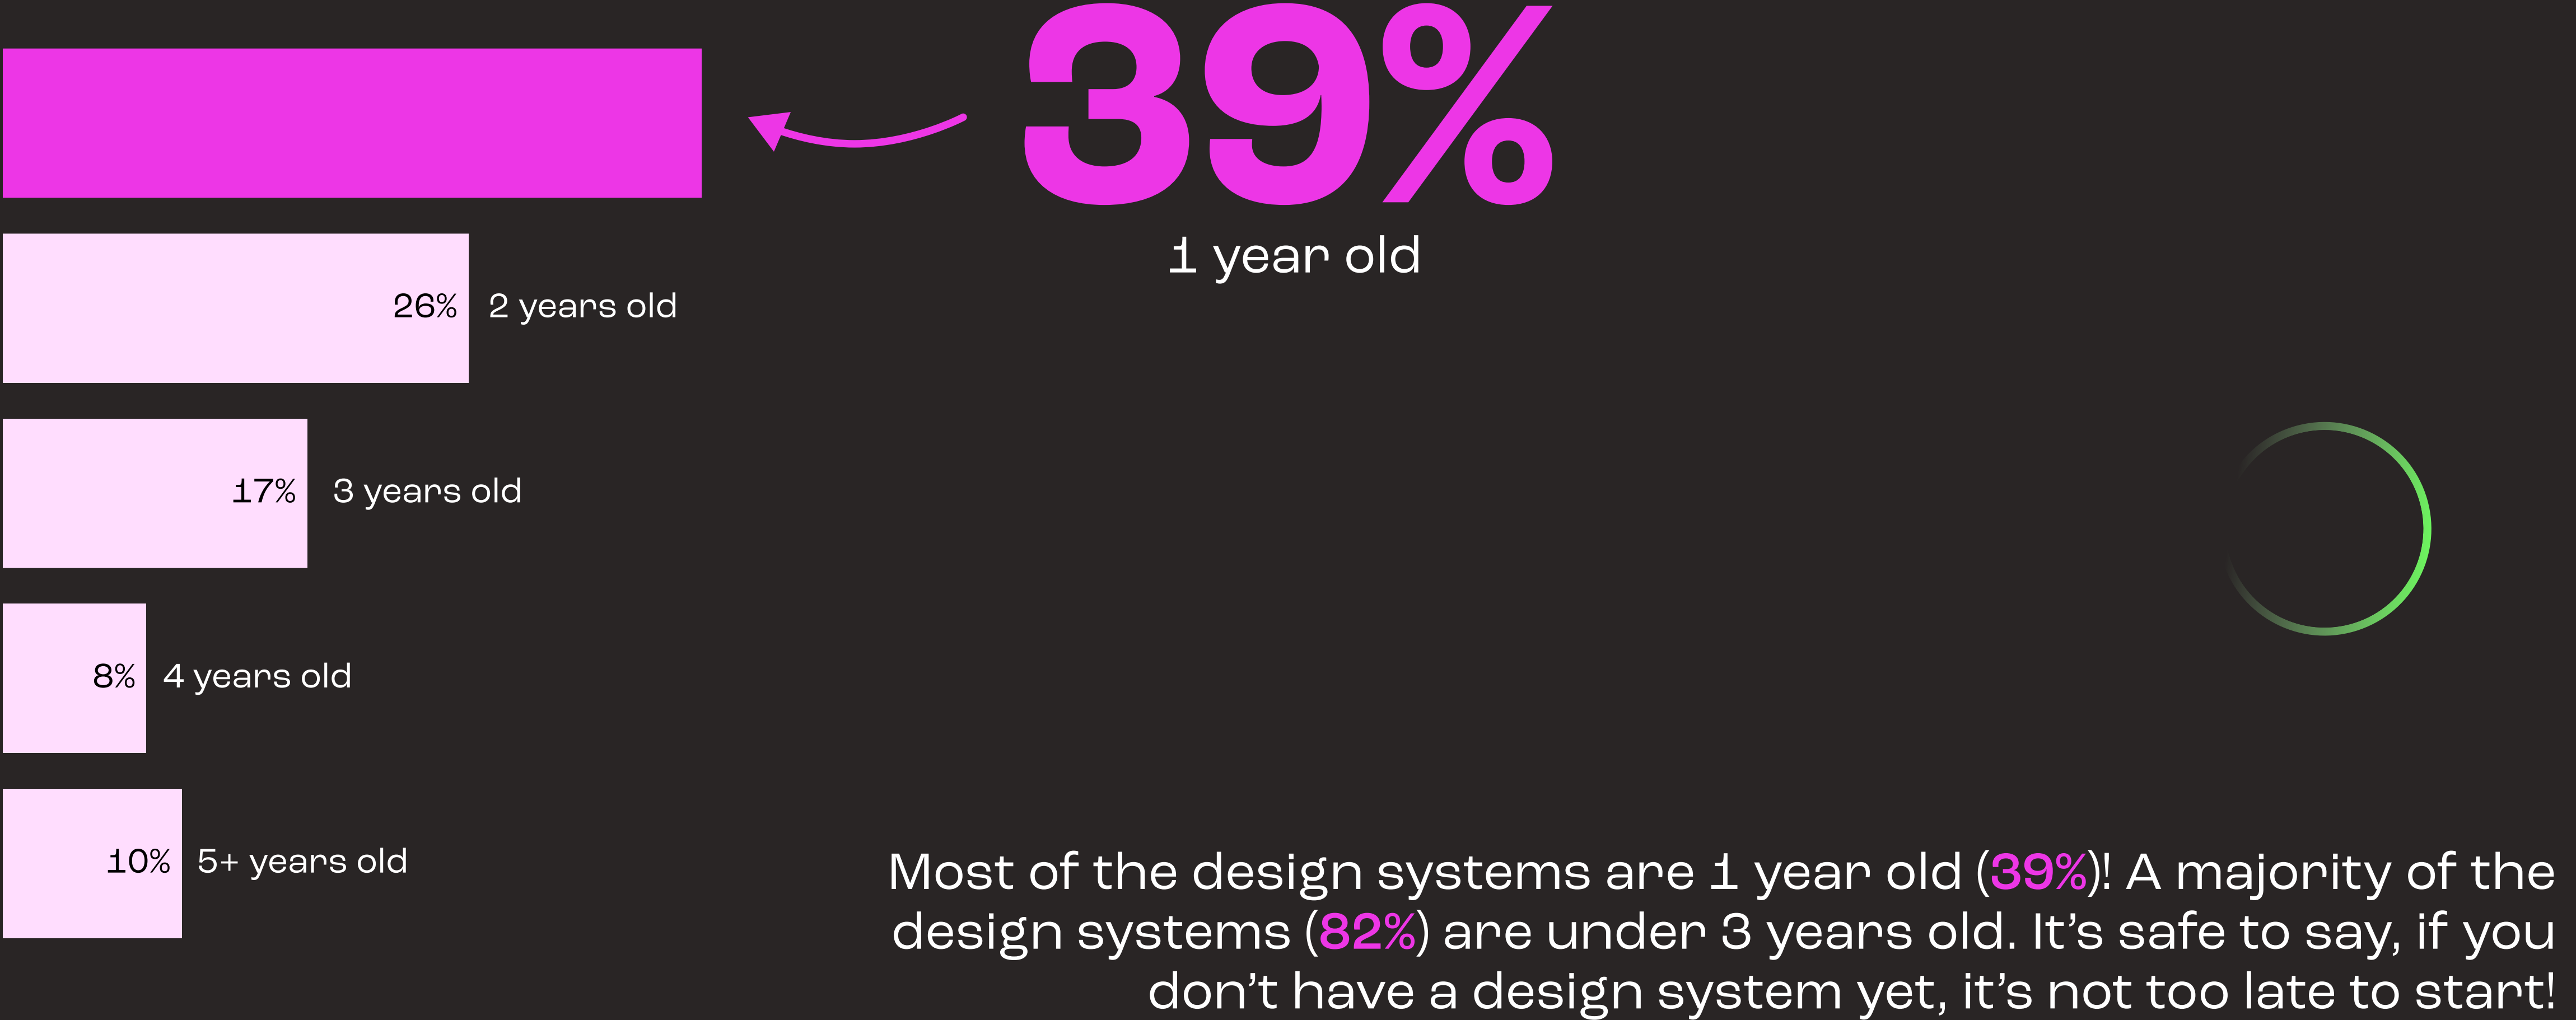 39%
1 year old
26% 2 years old
17% 3 years old
8% 4 years old
10% 5+ years old
Most of the design systems are 1 year old (39%)! A majority of the
design systems (82%) are under 3 years old. It’s safe to say, if you
don’t have a design system yet, it’s not too late to start!